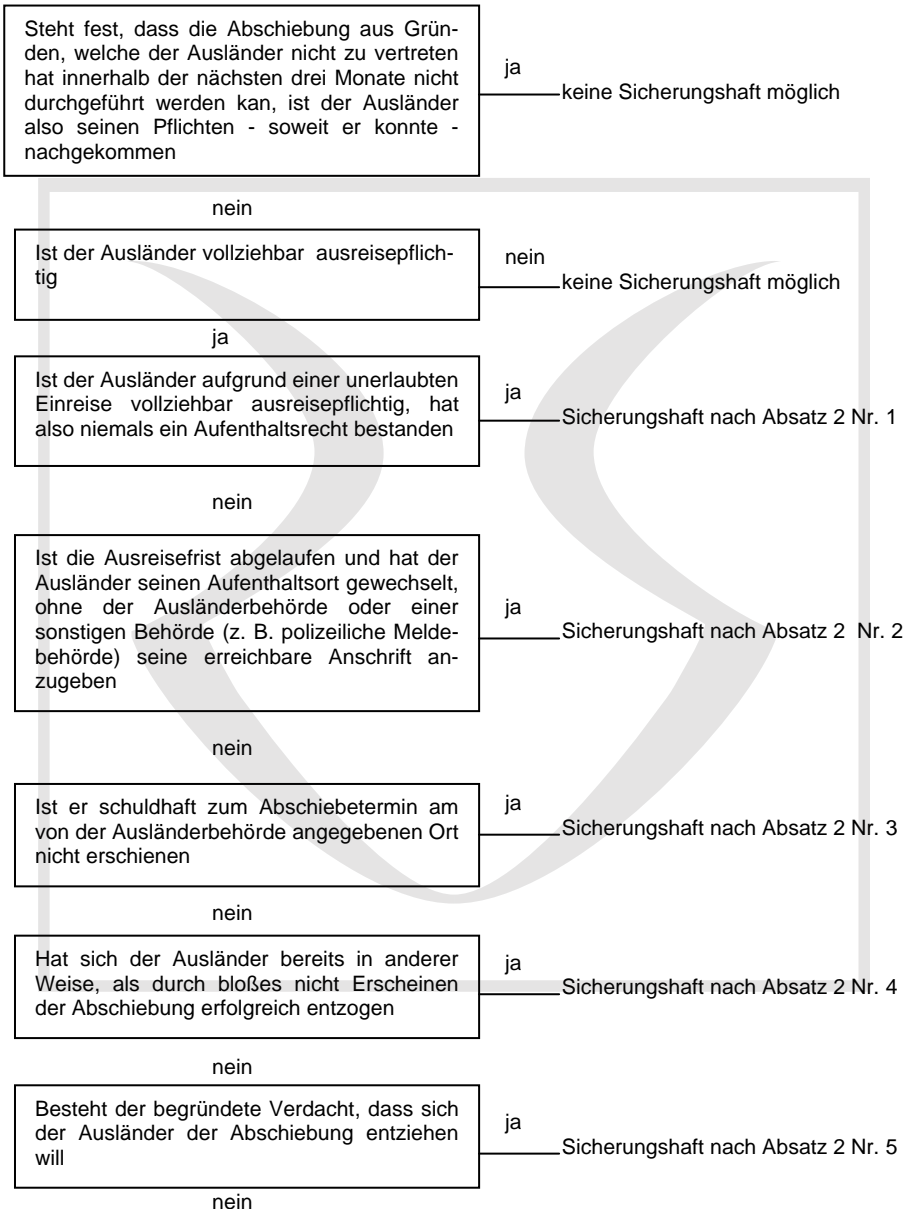 Steht fest, dass die Abschiebung aus Grün-
den, welche der Ausländer nicht zu vertreten
hat innerhalb der nächsten drei Monate nicht
durchgeführt werden kan, ist der Ausländer
also seinen Pflichten - soweit er konnte -
nachgekommen
ja
keine Sicherungshaft möglich
nein
Ist der Ausländer vollziehbar ausreisepflich-
tig
nein
keine Sicherungshaft möglich
ja
Ist der Ausländer aufgrund einer unerlaubten
Einreise vollziehbar ausreisepflichtig, hat
also niemals ein Aufenthaltsrecht bestanden
ja
Sicherungshaft nach Absatz 2 Nr. 1
nein
Ist die Ausreisefrist abgelaufen und hat der
Ausländer seinen Aufenthaltsort gewechselt,
ohne der Ausländerbehörde oder einer
sonstigen Behörde (z. B. polizeiliche Melde-
behörde) seine erreichbare Anschrift an-
zugeben
ja
Sicherungshaft nach Absatz 2 Nr. 2
nein
Ist er schuldhaft zum Abschiebetermin am
von der Ausländerbehörde angegebenen Ort
nicht erschienen
ja
Sicherungshaft nach Absatz 2 Nr. 3
nein
Hat sich der Ausländer bereits in anderer
Weise, als durch bloßes nicht Erscheinen
der Abschiebung erfolgreich entzogen
ja
Sicherungshaft nach Absatz 2 Nr. 4
nein
Besteht der begründete Verdacht, dass sich
der Ausländer der Abschiebung entziehen
will
ja
Sicherungshaft nach Absatz 2 Nr. 5
nein